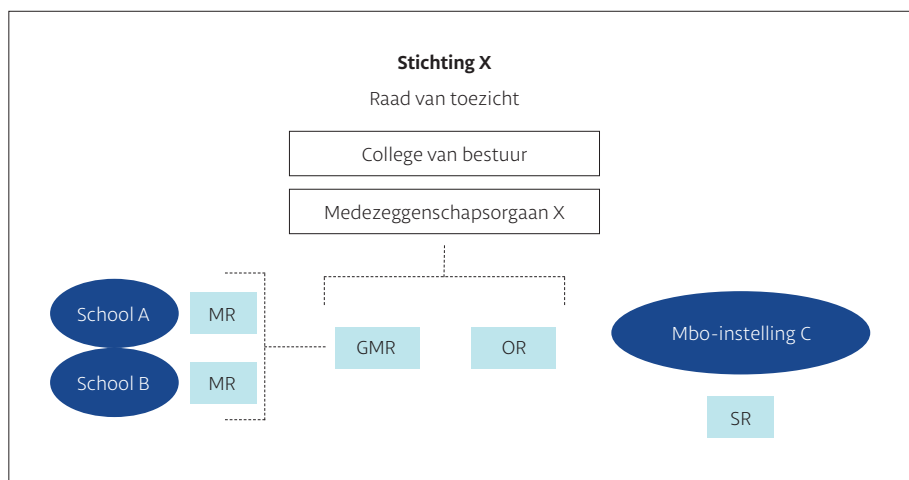 Stichting X
Raad van toezicht
College van bestuur
Medezeggenschapsorgaan X
School A
MR
School B
MR
GMR
OR
Mbo-instelling C
SR